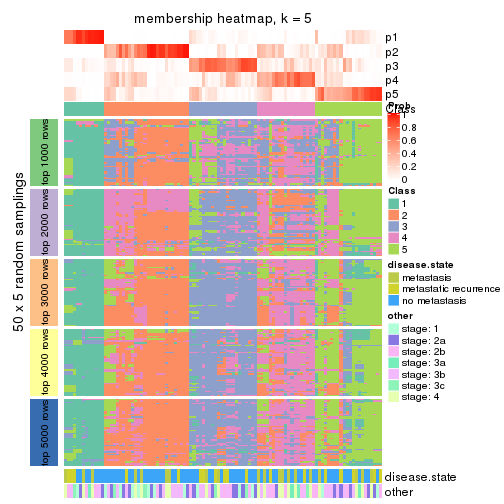 membership heatmap, k = 5
p1
p2
p3
p4
p5
Class
Prob
0.8
0.6
0.4
0.2
0
Class
1
2
3
4
5
disease.state
metastasis
metastatic recurrence
no metastasis
other
stage: 1
stage: 2a
stage: 2b
stage: 3a
stage: 3b
stage: 3c
stage: 4
50 x 5 random samplings
top 1000 rows
top 2000 rows
top 3000 rows
top 4000 rows
top 5000 rows
disease.state
other